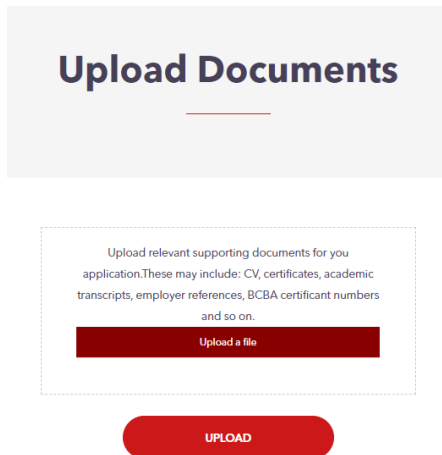 Upload Documents
Upload relevant supporting documents for you
application.These may include: CV, certificates, academic
transcripts, employer references, BCBA certificant numbers
and so on.
Upload a file
UPLOAD